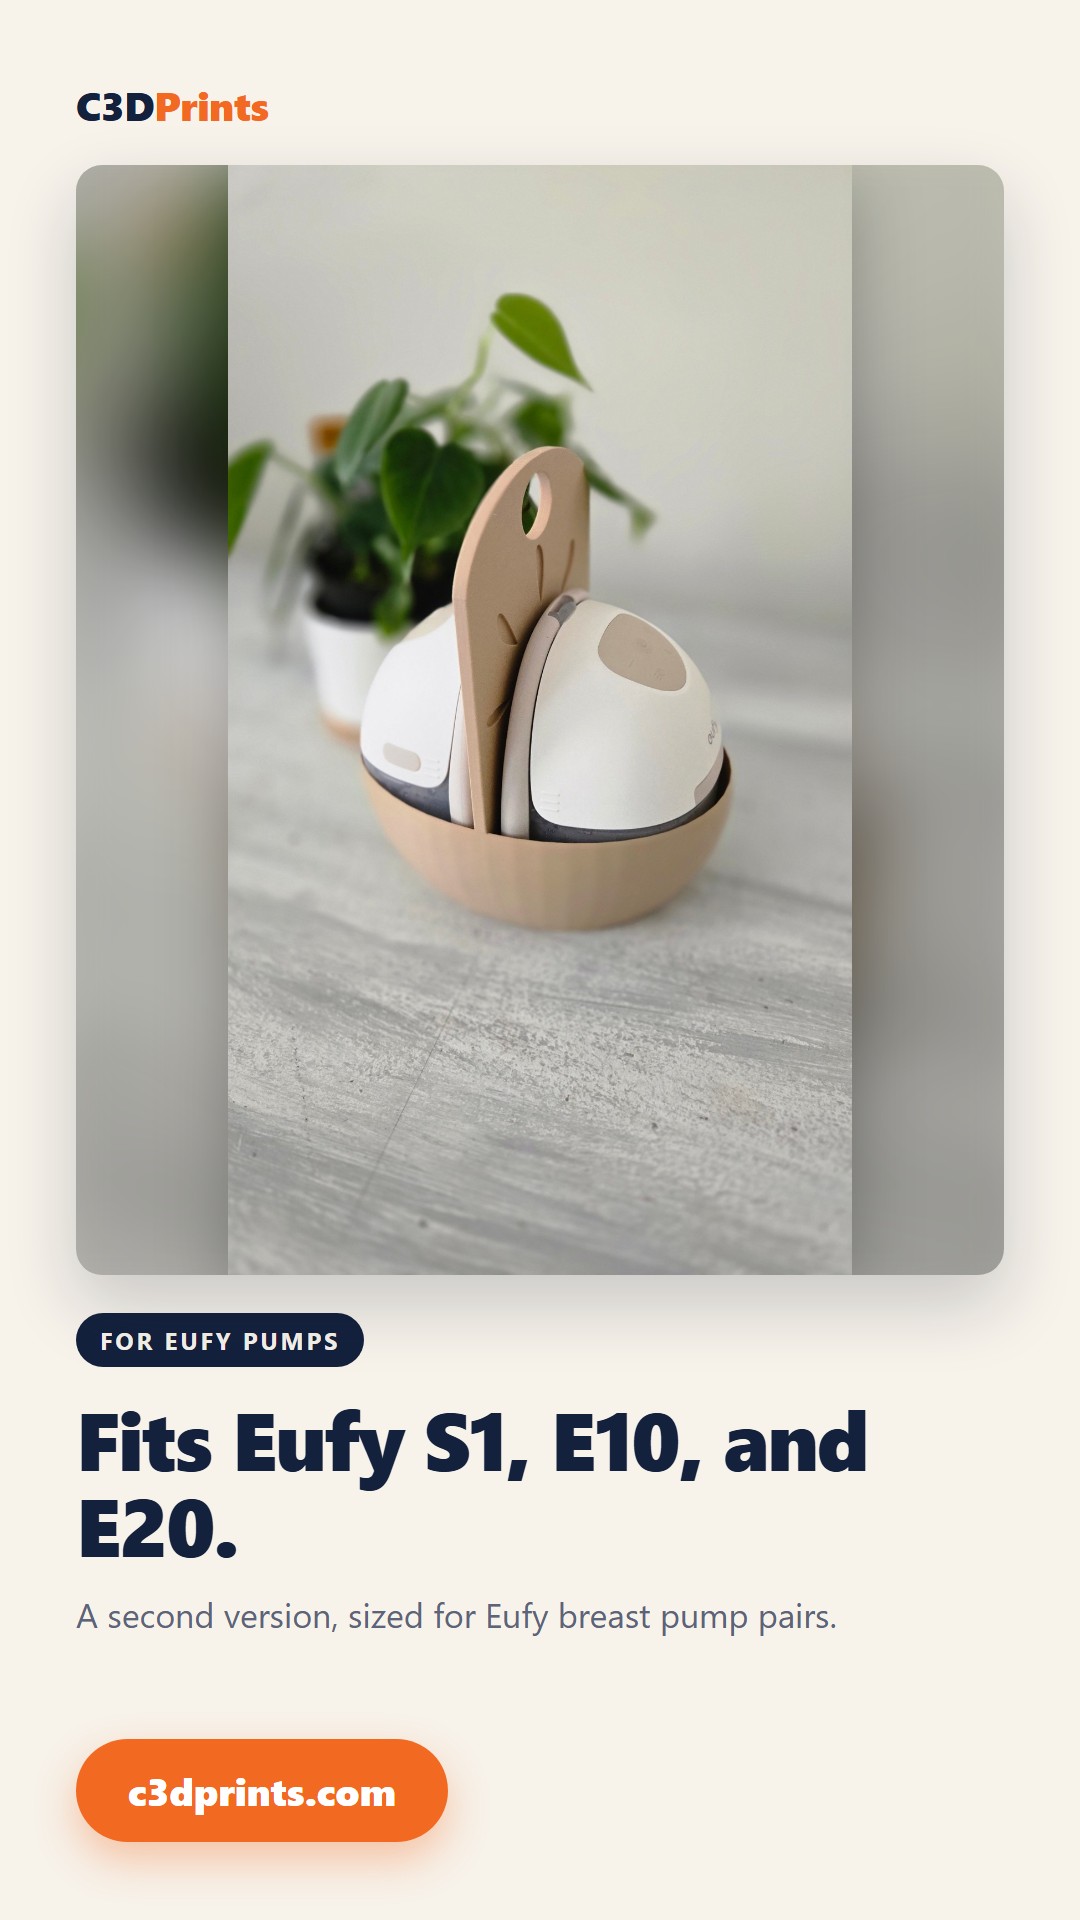 C3DPrints
FOR EUFY PUMPS
Fits Eufy S1, E10, and
E20.
A second version, sized for Eufy breast pump pairs.
c3dprints.com